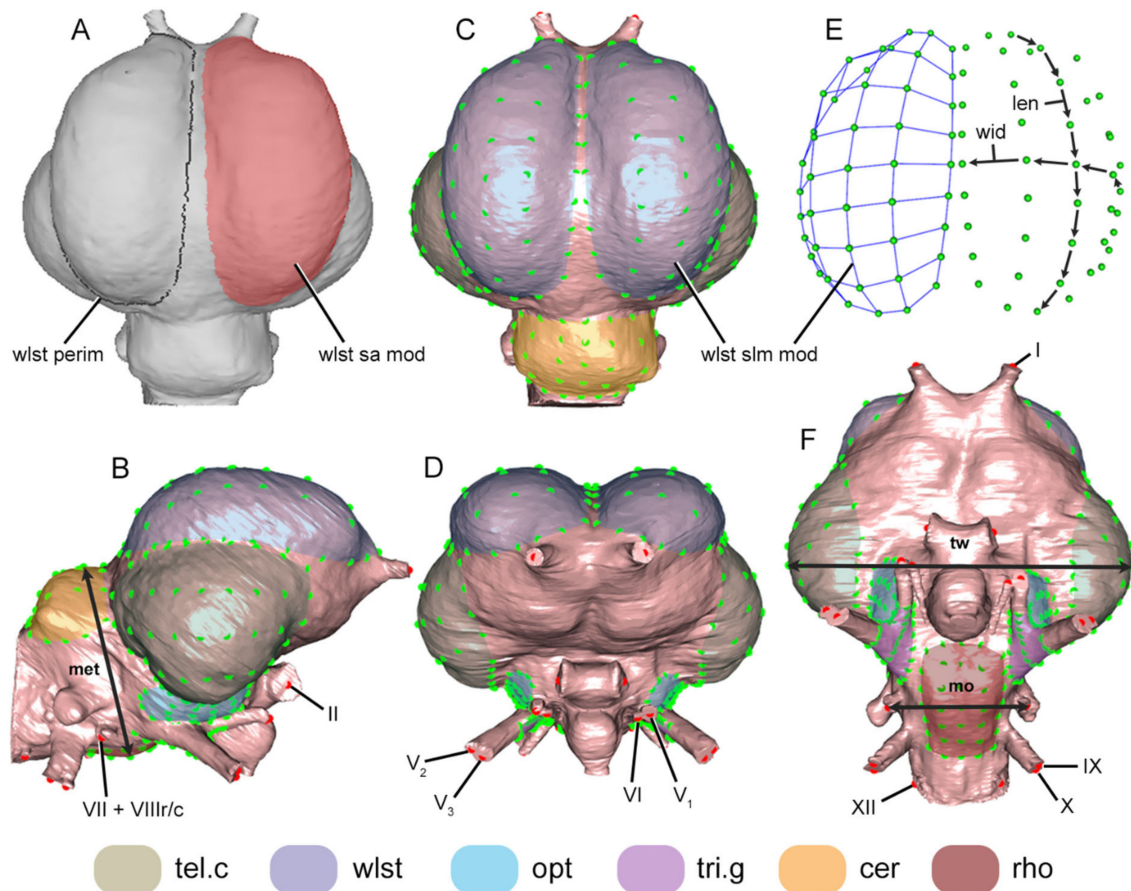 A
C
E
len
wid
wlst perim
wlst sa mod
wlst slm mod
I
B
D
F
tw
met
mo
II
V₂
V₃
VI
V₁
IX
X
XII
VII + VIIIr/c
tel.c
wlst
opt
tri.g
cer
rho